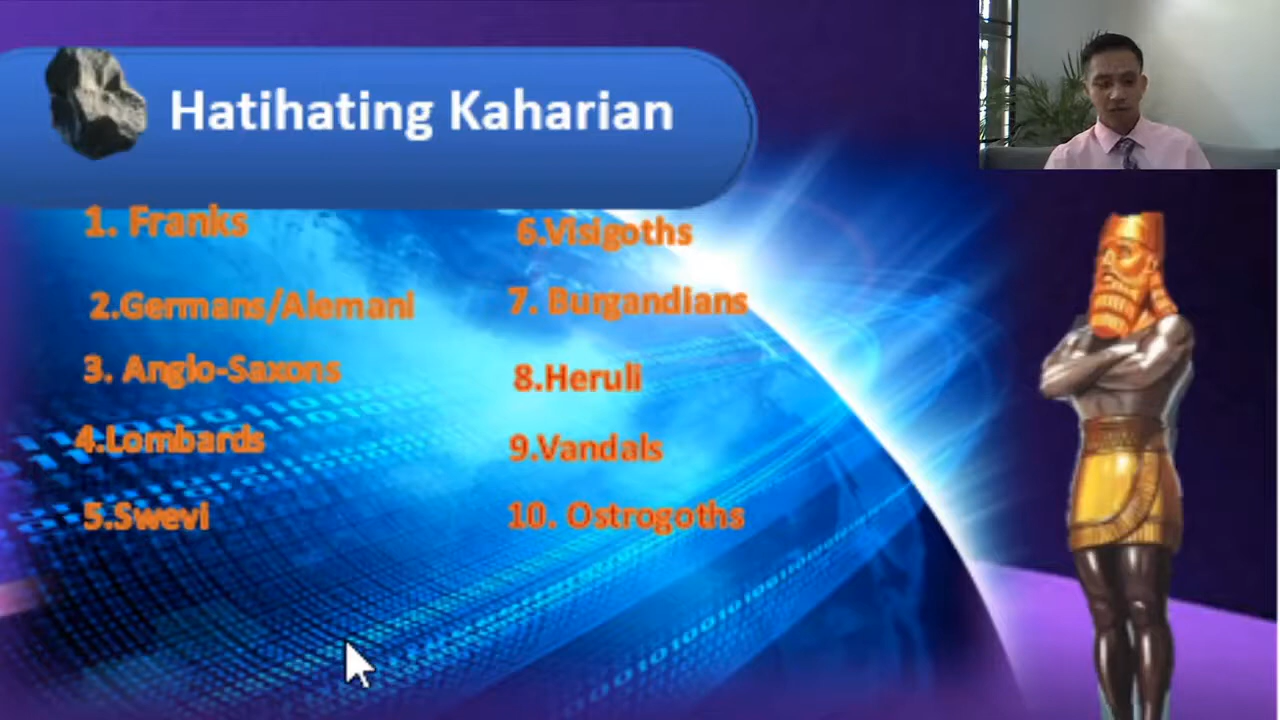 Hatihating Kaharian
1. Franks
2.Germans/Alemani
3. Anglo-Saxons
4.Lombards
5.Swevi
6.Visigoths
7. Burgandians
8.Heruli
9.Vandals
10. Ostrogoths